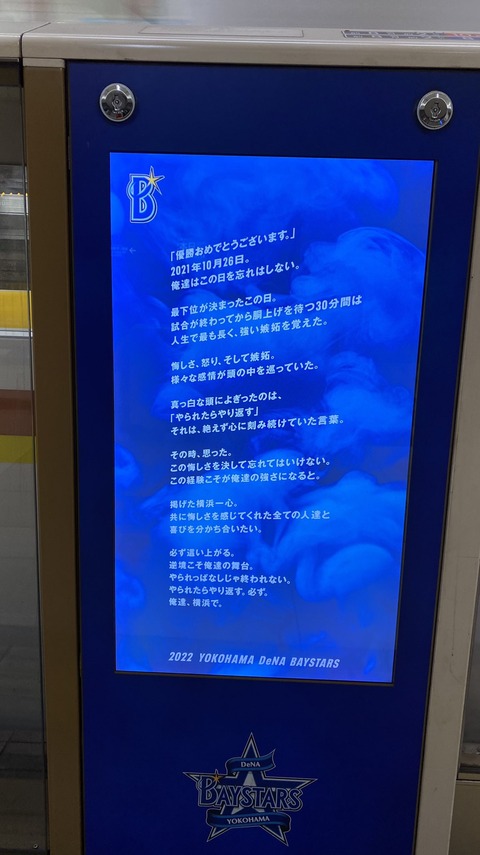 B
「優勝おめでとうございます。」
2021年10月26日。
俺達はこの日を忘れはしない。
最下位が決まったこの日。
試合が終わってから胴上げを待つ30分間は
人生で最も長く、強い嫉妬を覚えた。
悔しさ、怒り、そして嫉妬。
様々な感情が頭の中を巡っていた。
真っ白な頭によぎったのは、
「やられたらやり返す」
それは、絶えず心に刻み続けていた言葉。
その時、思った。
この悔しさを決して忘れてはいけない。
この経験こそが俺達の強さになると。
掲げた横浜一心。
共に悔しさを感じてくれた全ての人達と
喜びを分かち合いたい。
必ず這い上がる。
逆境こそ俺達の舞台。
やられっぱなしじゃ終われない。
やられたらやり返す。必ず。
俺達、横浜で。
2022 YOKOHAMA DeNA BAYSTARS
DeNA
BAYSTARS
YOKOHAMA